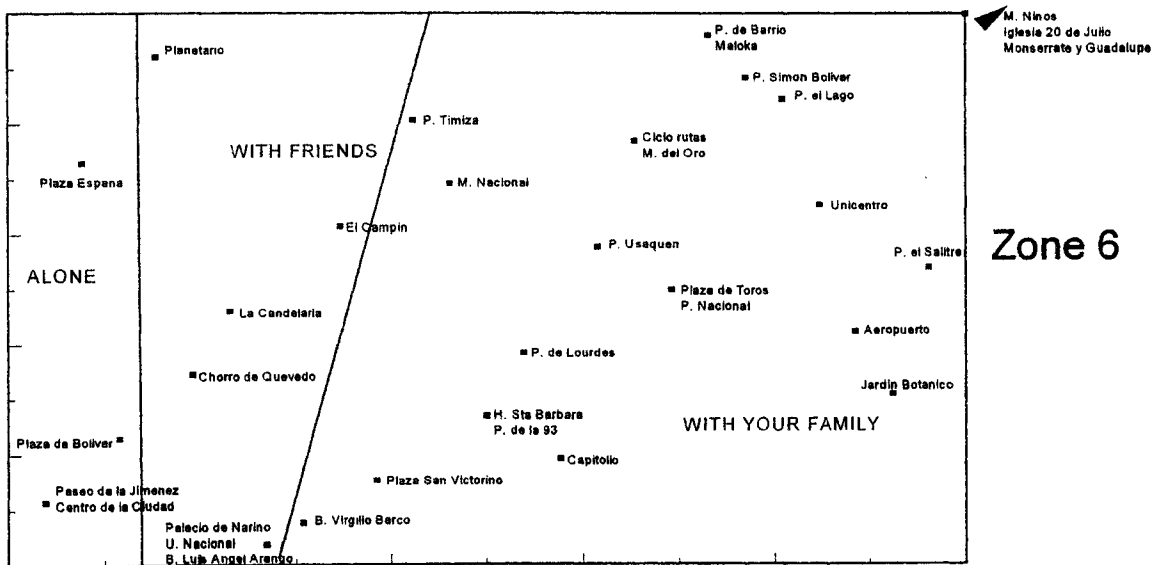 M. Ninos
Iglesia 20 de Julio
Monserrate y Guadalupe
P. de Barrio
Maloka
Planetario
P. Simon Boliver
P. el Lago
P. Timiza
Ciclo rutas
M. del Oro
WITH FRIENDS
Plaza Espana
M. Nacional
Unicentro
El Campin
P. Usaquen
P. el Salitre
Zone 6
ALONE
Plaza de Toros
P. Nacional
La Candelaria
Aeropuerto
P. de Lourdes
Chorro de Quevedo
Jardin Botanico
H. Sta Barbara
P. de la 93
WITH YOUR FAMILY
Plaza de Boliver
Capitolio
Plaza San Victorino
Paseo de la Jimenez
Centro de la Ciudad
B. Virgilio Barco
Palacio de Narino
U. Nacional
B. Luis Angel Arango